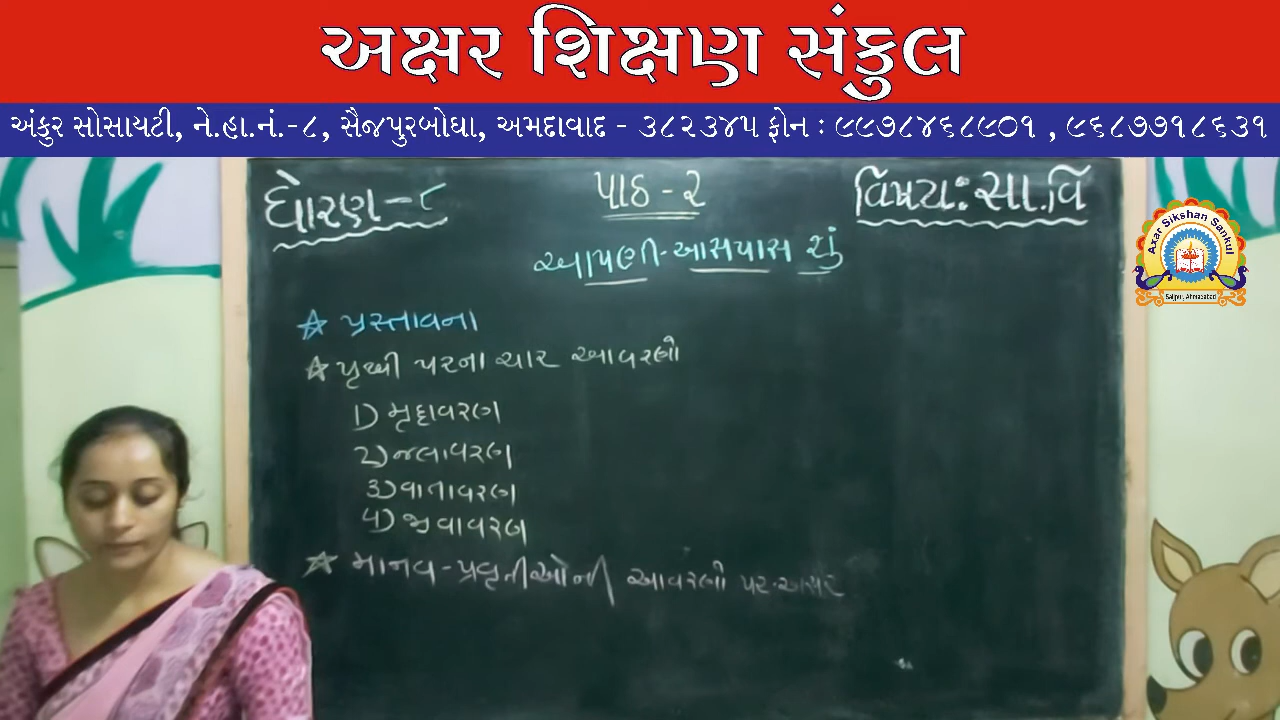 અક્ષર શિક્ષણ સંકુલ
અંકુર સોસાયટી, ને.હા.નં.-૮, સૈજપુરબોઘા, અમદાવાદ - ૩૮૨૩૪૫ ફોન : ૯૯૭૮૪૬૮૯૦૧ , ૯૬૮૭૭૧૮૬૩૧
ધોરણ-૮
પાઠ-૨
વિષય: સા.વિ
આપણી-આસપાસ શું
Axar Sikshan Sankul
Saijpur, Ahmababad
☆ પ્રસ્તાવના
☆ પૃથ્વી પરના ચાર આવરણો
1) મૃદાવરણ
2) જલાવરણ
3) વાતાવરણ
4) જીવાવરણ
☆ માનવ-પ્રવૃતીઓની આવરણો પર અસર